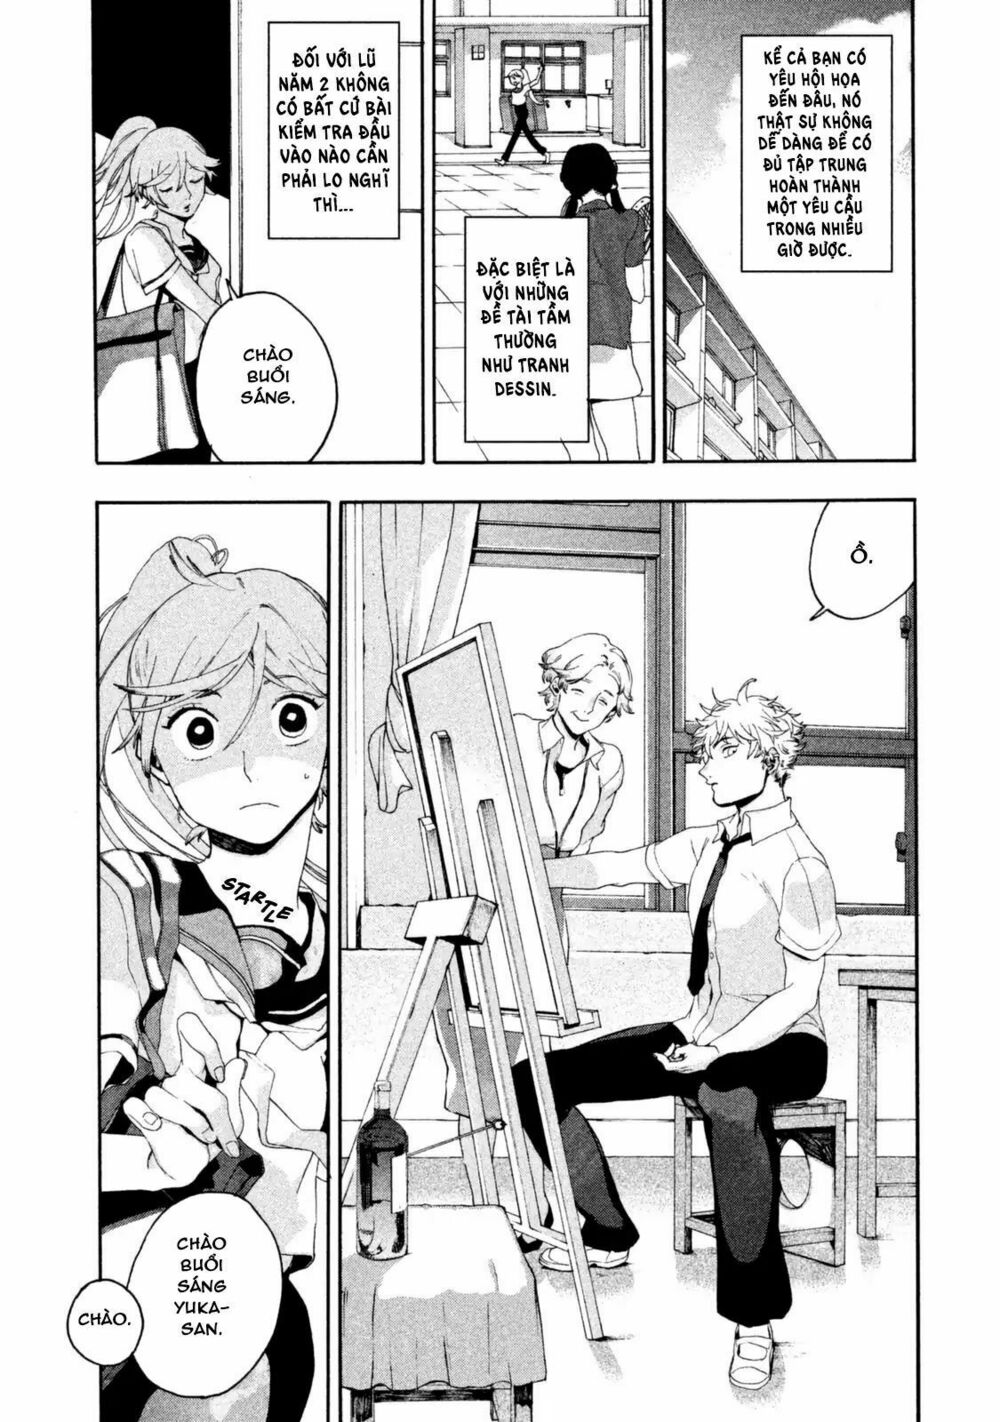 KỂ CẢ BẠN CÓ
YÊU HỘI HỌA
ĐẾN ĐÂU, NÓ
THẬT SỰ KHÔNG
DỄ DÀNG ĐỂ CÓ
ĐỦ TẬP TRUNG
HOÀN THÀNH
MỘT YÊU CẦU
TRONG NHIỀU
GIỜ ĐƯỢC.
ĐẶC BIỆT LÀ
VỚI NHỮNG
ĐỀ TÀI TẦM
THƯỜNG
NHƯ TRANH
DESSIN.
ĐỐI VỚI LŨ
NĂM 2 KHÔNG
CÓ BẤT CỨ BÀI
KIỂM TRA ĐẦU
VÀO NÀO CẦN
PHẢI LO NGHĨ
THÌ...
CHÀO
BUỔI
SÁNG.
Ồ.
STARTLE
CHÀO
BUỔI
SÁNG
YUKA-
SAN.
CHÀO.